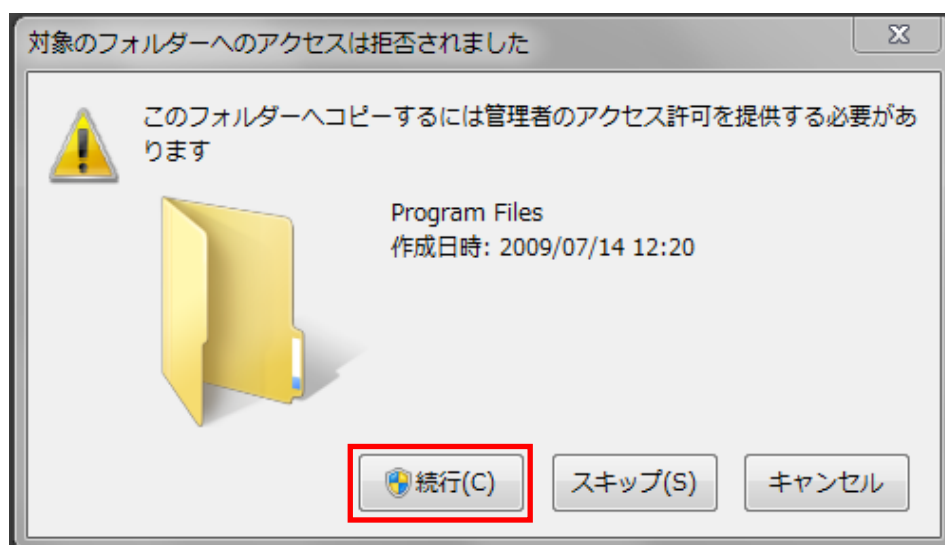 対象のフォルダーへのアクセスは拒否されました
このフォルダーへコピーするには管理者のアクセス許可を提供する必要があ
ります
Program Files
作成日時: 2009/07/14 12:20
続行(C)
スキップ(S)
キャンセル